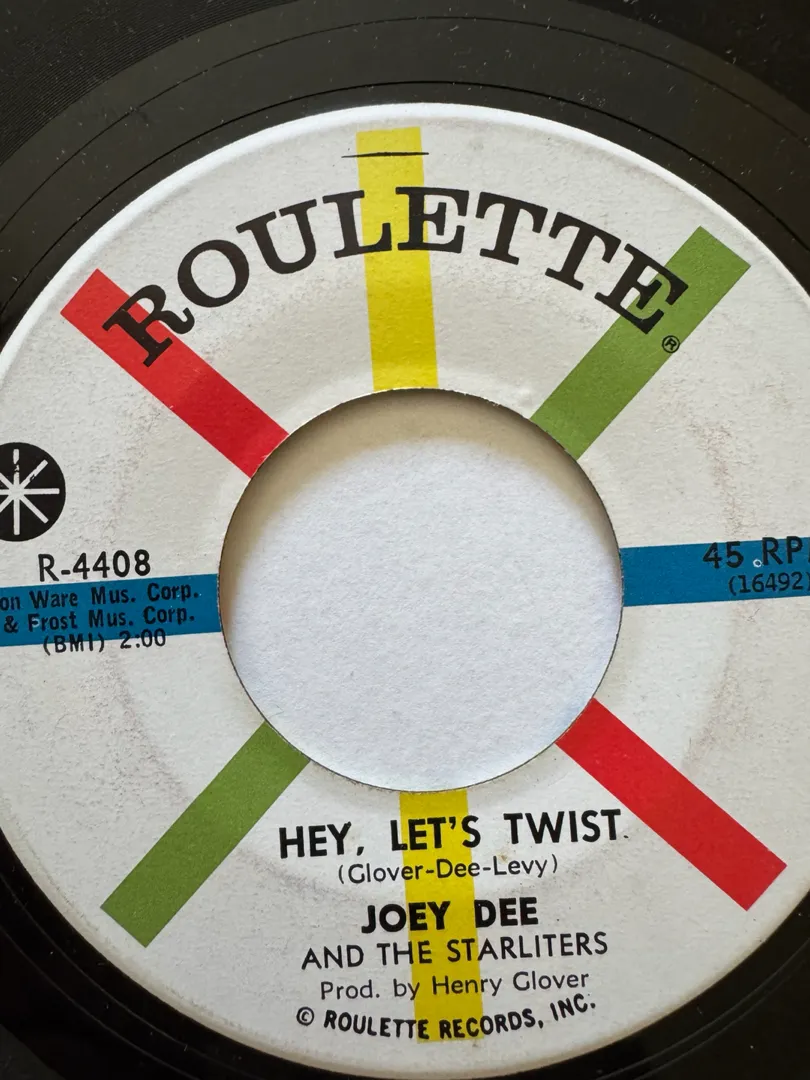 ROULETTE®
R-4408
on Ware Mus. Corp.
& Frost Mus. Corp.
(BMI) 2:00
45 RP
(16492)
HEY, LET'S TWIST
(Glover-Dee-Levy)
JOEY DEE
AND THE STARLITERS
Prod. by Henry Glover
© ROULETTE RECORDS, INC.